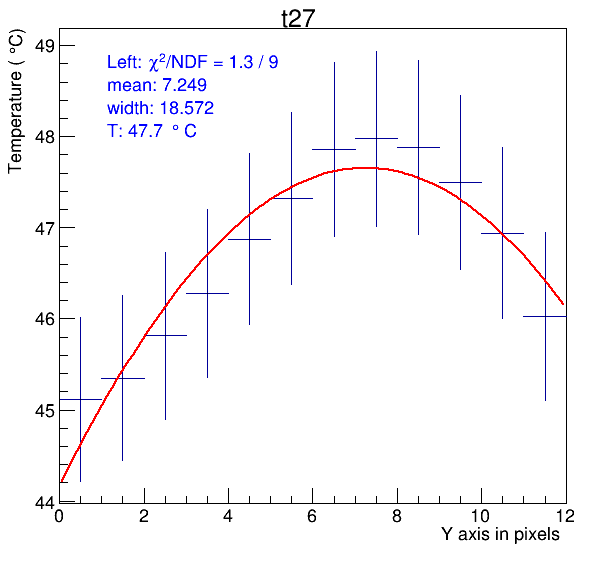 t27
Temperature ( °C)
Left: χ²/NDF = 1.3 / 9
mean: 7.249
width: 18.572
T: 47.7 ° C
49
48
47
46
45
44
0 2 4 6 8 10 12
Y axis in pixels